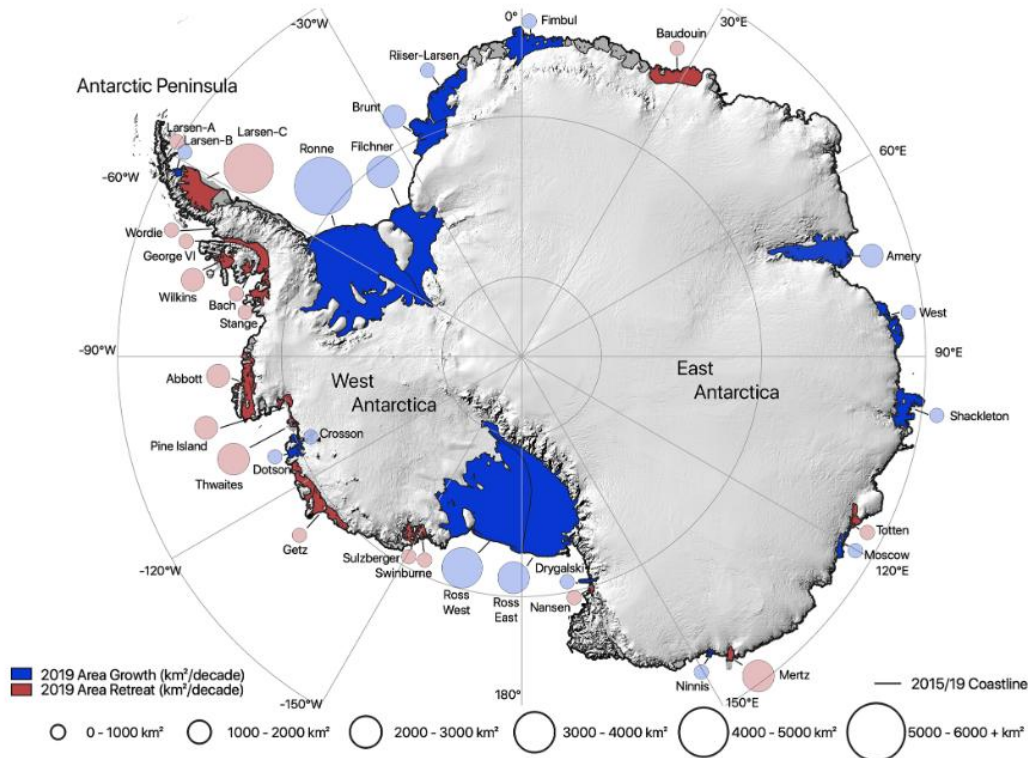 -30°W
0°
Fimbul
30°E
Baudouin
Riiser-Larsen
Antarctic Peninsula
Brunt
Larsen-A
Larsen-B
Larsen-C
Ronne
Filchner
60°E
-60°W
Wordie
George VI
Wilkins
Bach
Stange
Amery
West
-90°W
90°E
West
Antarctica
East
Antarctica
Abbott
Shackleton
Pine Island
Crosson
Thwaites
Dotson
Getz
Sulzberger
Swinburne
Ross
West
Ross
East
Drygalski
Nansen
Totten
Moscow
120°E
-120°W
Ninnis
Mertz
2019 Area Growth (km²/decade)
2019 Area Retreat (km²/decade)
-150°W
180°
150°E
2015/19 Coastline
0 - 1000 km²
1000 - 2000 km²
2000 - 3000 km²
3000 - 4000 km²
4000 - 5000 km²
5000 - 6000 + km²